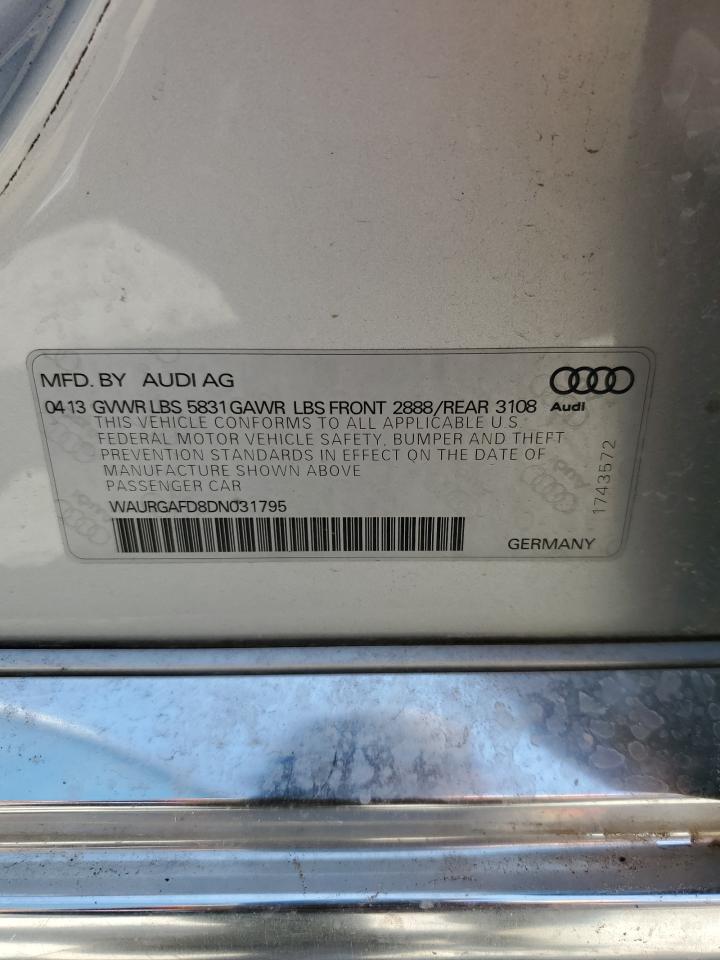 MFD. BY AUDI AG
0413 GVWR LBS 5831 GAWR LBS FRONT 2888/REAR 3108
Audi
THIS VEHICLE CONFORMS TO ALL APPLICABLE U.S.
FEDERAL MOTOR VEHICLE SAFETY, BUMPER AND THEFT
PREVENTION STANDARDS IN EFFECT ON THE DATE OF
MANUFACTURE SHOWN ABOVE
PASSENGER CAR
WAURGAFD8DN031795
GERMANY
1743572
Audi
Audi